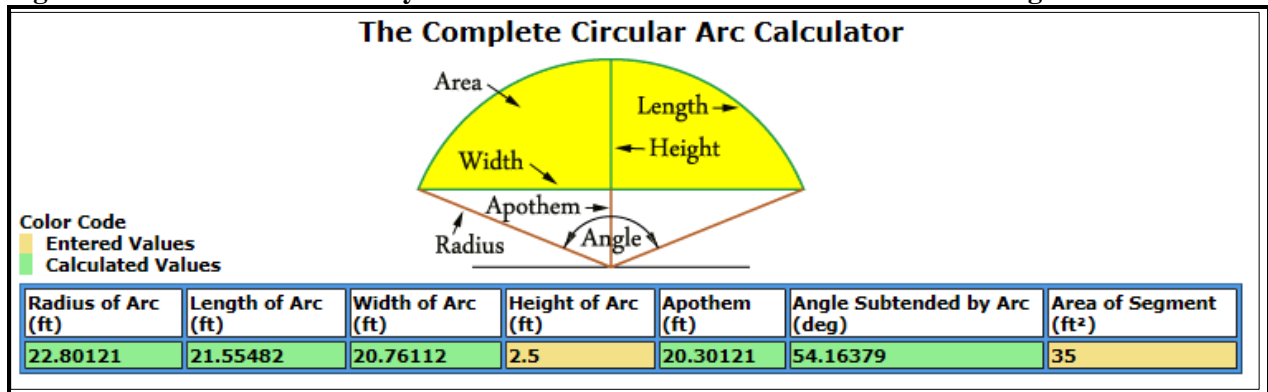 The Complete Circular Arc Calculator
Area
Length
Height
Width
Apothem
Radius
Angle
Color Code
Entered Values
Calculated Values
Radius of Arc (ft) Length of Arc (ft) Width of Arc (ft) Height of Arc (ft) Apothem (ft) Angle Subtended by Arc (deg) Area of Segment (ft²)
22.80121 21.55482 20.76112 2.5 20.30121 54.16379 35